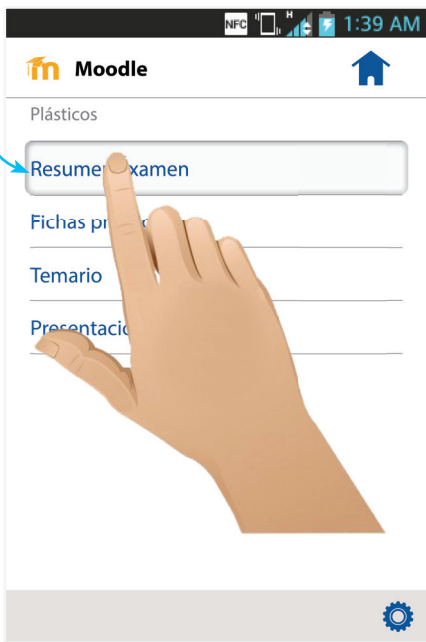 NFC H 1:39 AM
m Moodle
Plásticos
Resumen Examen
Fichas pr
Temario
Presentacio